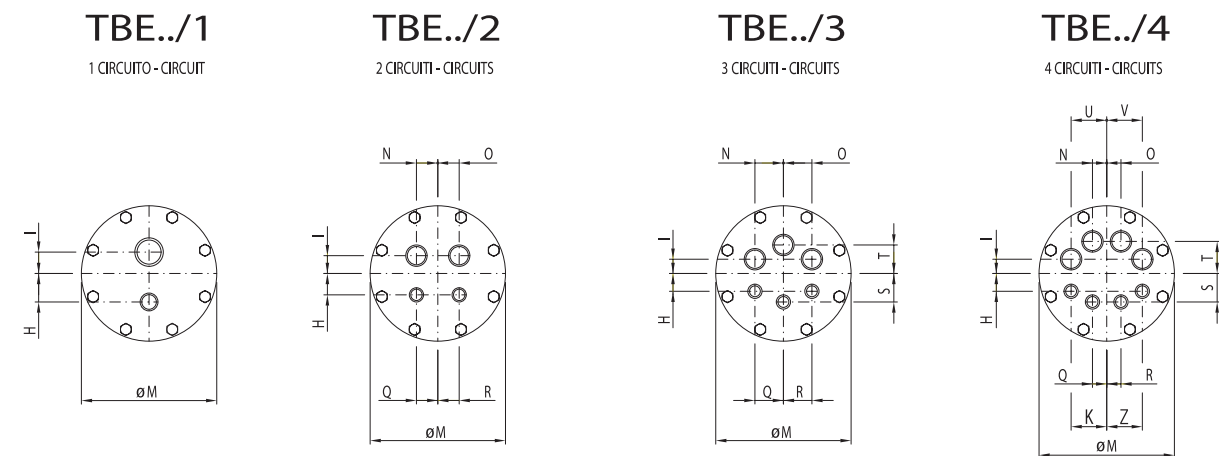 TBE../1 TBE../2 TBE../3 TBE../4
1 CIRCUITO - CIRCUIT 2 CIRCUITI - CIRCUITS 3 CIRCUITI - CIRCUITS 4 CIRCUITI - CIRCUITS
U V
N O N O N O
I I I T I T
H H H S H S
Q R Q R Q R
K Z
øM øM øM øM